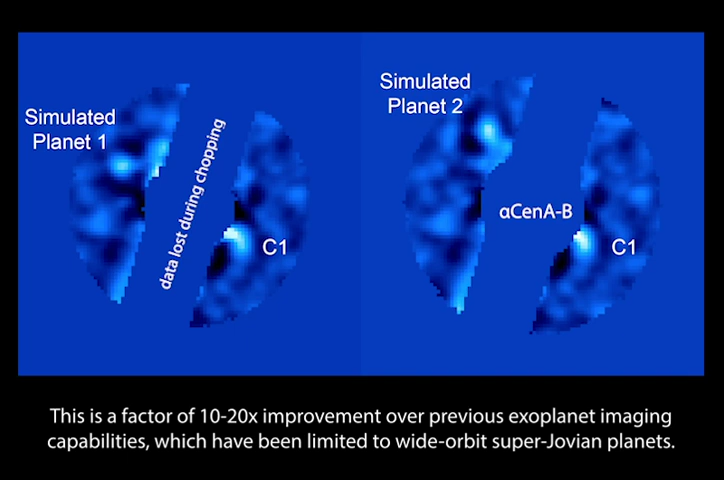 Simulated
Planet 1
data lost during chopping
C1
Simulated
Planet 2
αCenA-B
C1
This is a factor of 10-20x improvement over previous exoplanet imaging
capabilities, which have been limited to wide-orbit super-Jovian planets.